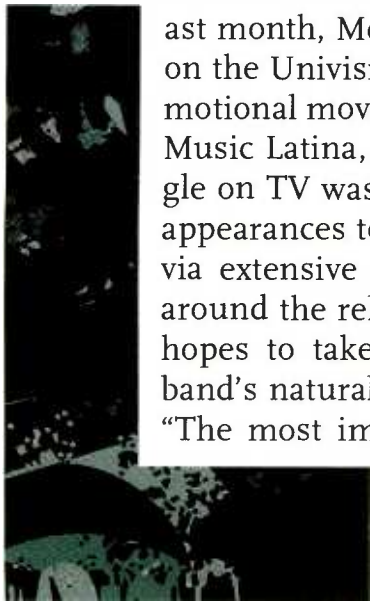 ast month, Me
on the Univisi
motional mov
Music Latina,
gle on TV was
appearances to
via extensive
around the rel
hopes to take
band's natural
“The most im